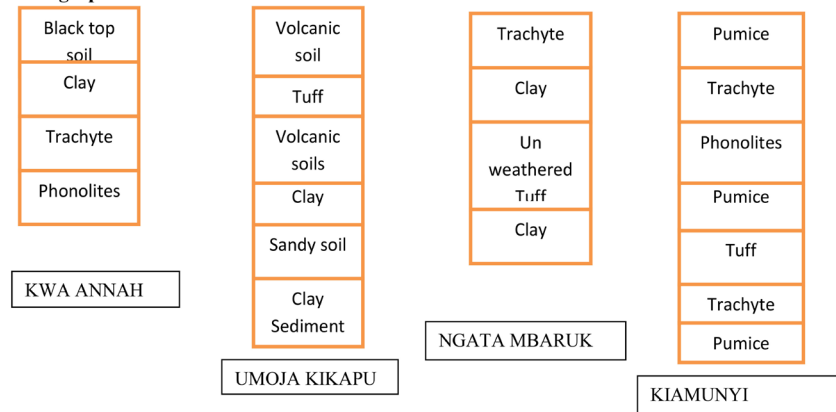 Black top
soil
Clay
Trachyte
Phonolites
KWA ANNAH
Volcanic
soil
Tuff
Volcanic
soils
Clay
Sandy soil
Clay
Sediment
UMOJA KIKAPU
Trachyte
Clay
Un
weathered
Tuff
Clay
NGATA MBARUK
Pumice
Trachyte
Phonolites
Pumice
Tuff
Trachyte
Pumice
KIAMUNYI